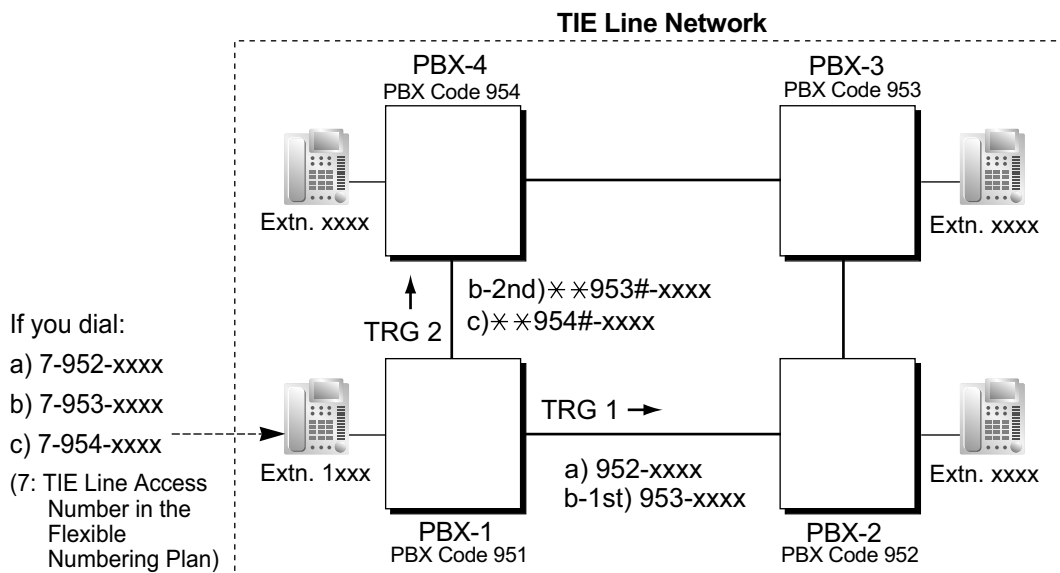 TIE Line Network
PBX-4
PBX Code 954
PBX-3
PBX Code 953
Extn. xxxx
Extn. xxxx
b-2nd)✳✳953#-xxxx
c)✳✳954#-xxxx
TRG 2
If you dial:
a) 7-952-xxxx
b) 7-953-xxxx
c) 7-954-xxxx
(7: TIE Line Access
Number in the
Flexible
Numbering Plan)
Extn. 1xxx
TRG 1
a) 952-xxxx
b-1st) 953-xxxx
Extn. xxxx
PBX-1
PBX Code 951
PBX-2
PBX Code 952